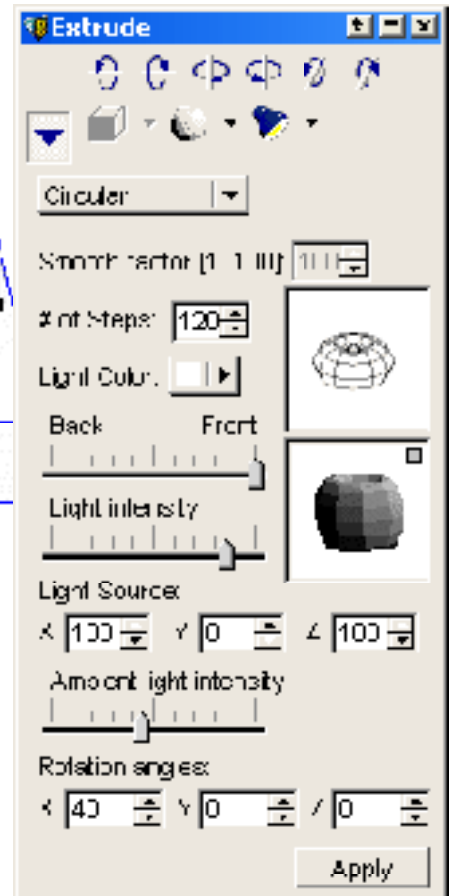 Extrude
Circular
Smooth factor [1..100] 100
# of Steps: 120
Light Color:
Back Front
Light intensity
Light Source:
X 100 Y 0 Z 100
Ambient light intensity
Rotation angles:
X 40 Y 0 Z 0
Apply